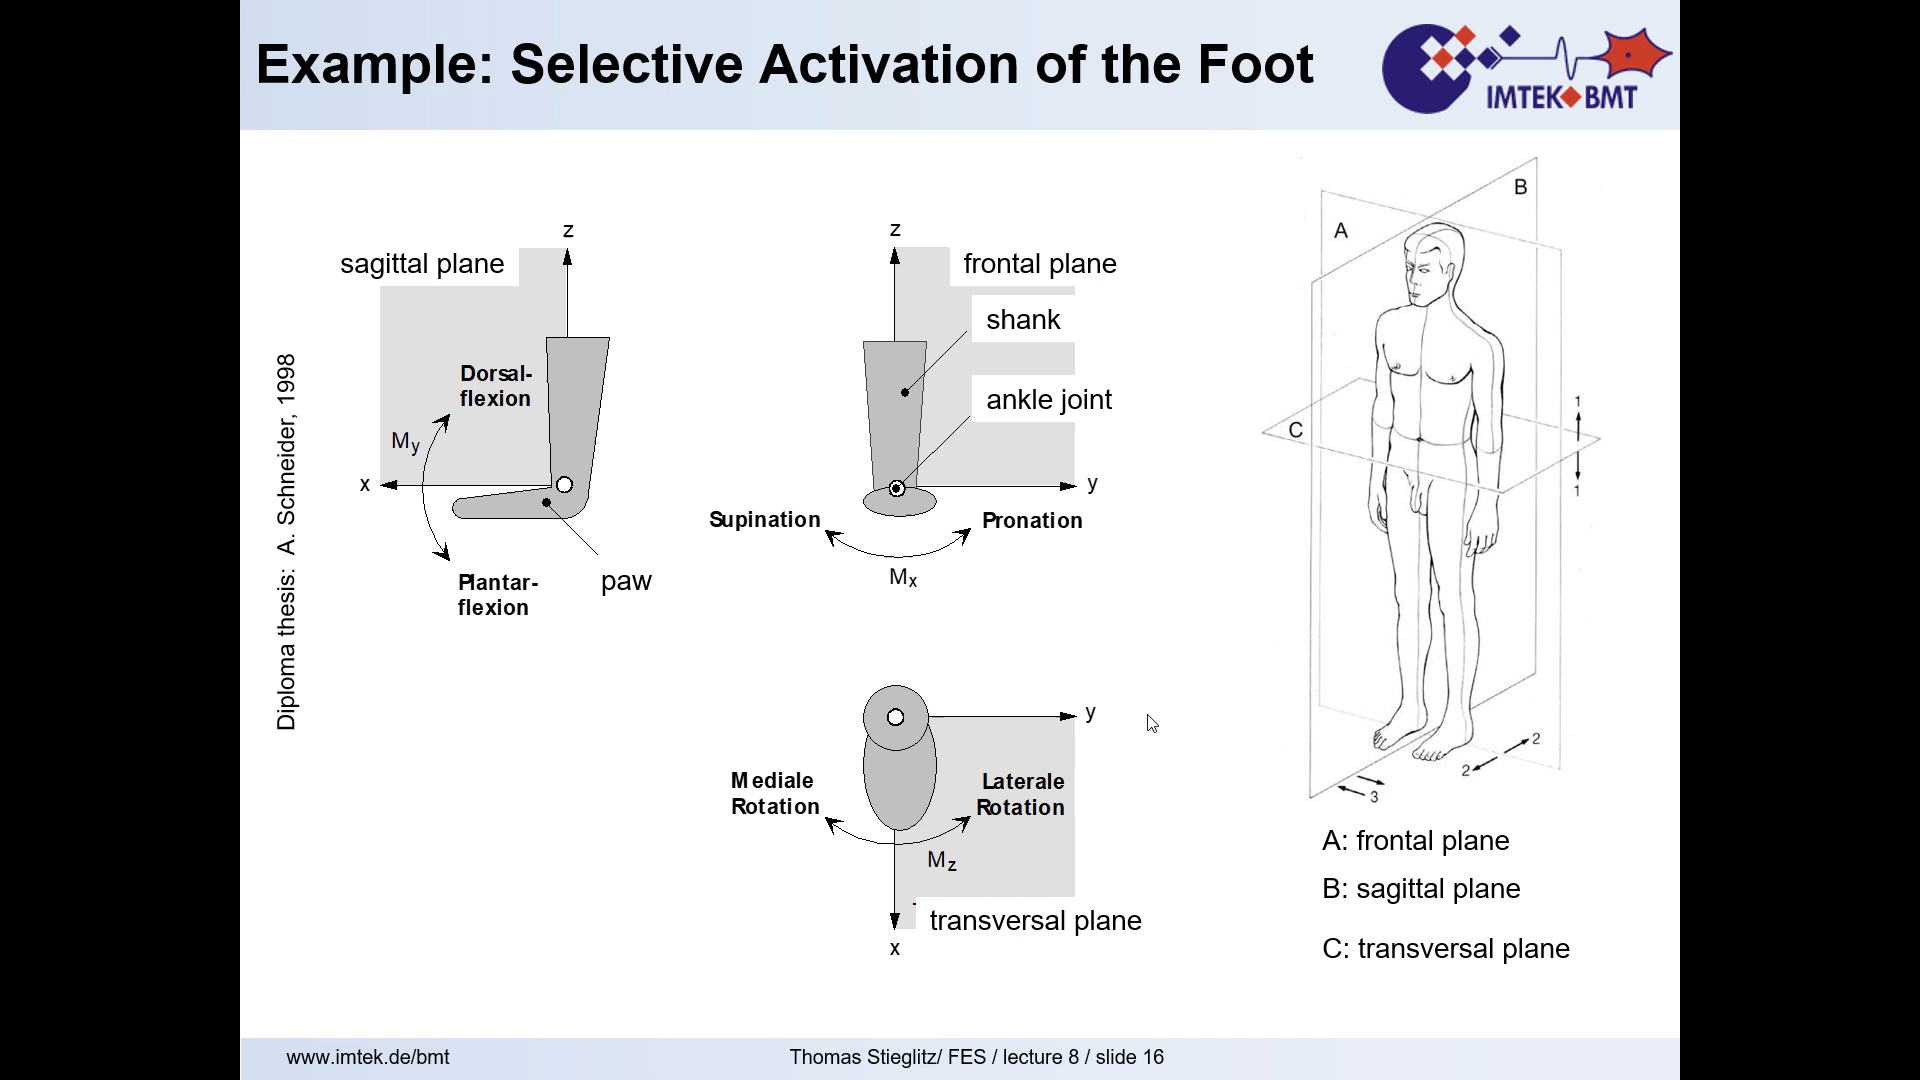 Example: Selective Activation of the Foot
IMTEK BMT
Diploma thesis: A. Schneider, 1998
sagittal plane
z
Dorsal-
flexion
My
x
Plantar-
flexion
paw
z
frontal plane
shank
ankle joint
y
Supination
Pronation
Mx
y
Mediale
Rotation
Laterale
Rotation
Mz
transversal plane
x
B
A
C
1
1
2
2
3
A: frontal plane
B: sagittal plane
C: transversal plane
www.imtek.de/bmt
Thomas Stieglitz/ FES / lecture 8 / slide 16